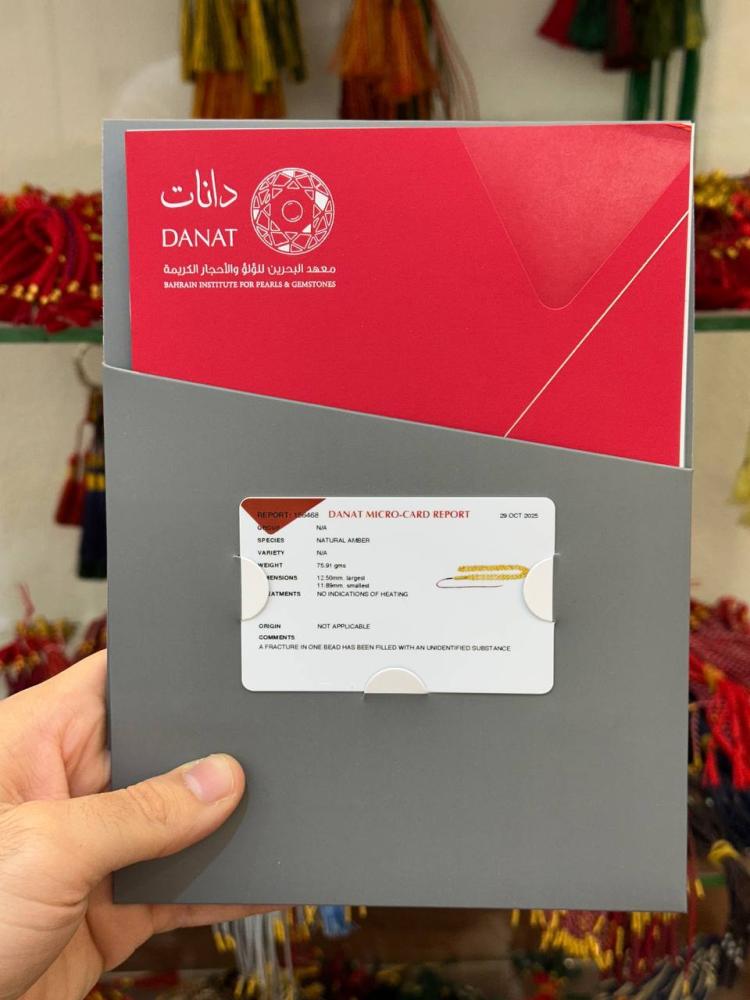 دانات
DANAT
معهد البحرين للؤلؤ والأحجار الكريمة
BAHRAIN INSTITUTE FOR PEARLS & GEMSTONES
REPORT: DANAT MICRO-CARD REPORT 29 OCT 2025
N/A
SPECIES NATURAL AMBER
VARIETY N/A
WEIGHT 75.91 gms
12.50mm. largest
11.89mm. smallest
NO INDICATIONS OF HEATING
ORIGIN NOT APPLICABLE
COMMENTS
A FRACTURE IN ONE BEAD HAS BEEN FILLED WITH AN UNIDENTIFIED SUBSTANCE